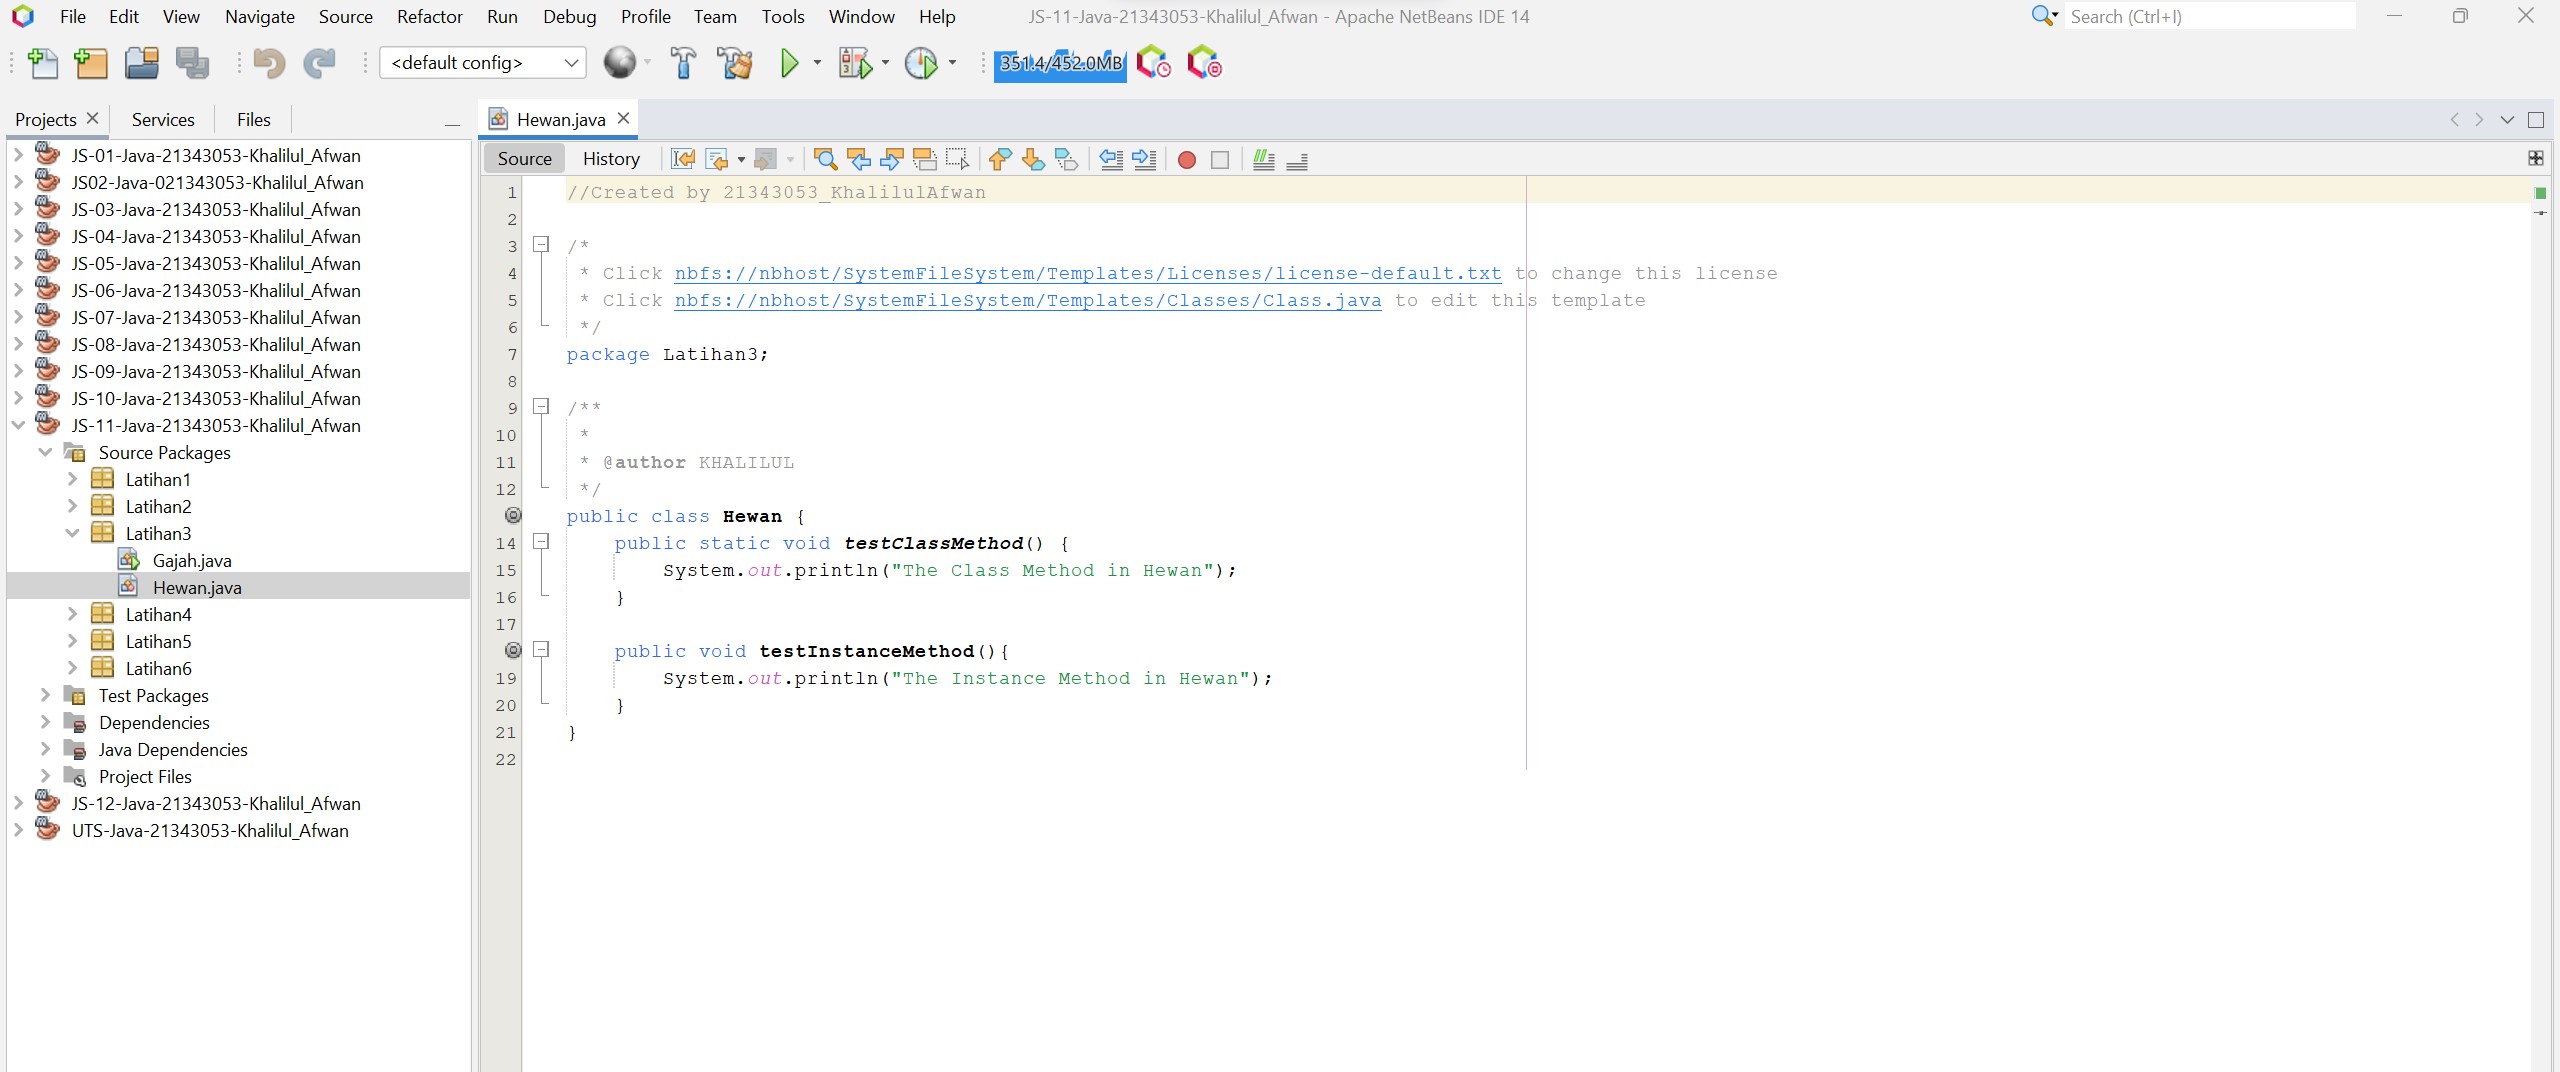 File Edit View Navigate Source Refactor Run Debug Profile Team Tools Window Help JS-11-Java-21343053-Khalilul_Afwan - Apache NetBeans IDE 14 Search (Ctrl+I)
<default config> 351.4/452.0MB
Projects Services Files
JS-01-Java-21343053-Khalilul_Afwan
JS02-Java-021343053-Khalilul_Afwan
JS-03-Java-21343053-Khalilul_Afwan
JS-04-Java-21343053-Khalilul_Afwan
JS-05-Java-21343053-Khalilul_Afwan
JS-06-Java-21343053-Khalilul_Afwan
JS-07-Java-21343053-Khalilul_Afwan
JS-08-Java-21343053-Khalilul_Afwan
JS-09-Java-21343053-Khalilul_Afwan
JS-10-Java-21343053-Khalilul_Afwan
JS-11-Java-21343053-Khalilul_Afwan
Source Packages
Latihan1
Latihan2
Latihan3
Gajah.java
Hewan.java
Latihan4
Latihan5
Latihan6
Test Packages
Dependencies
Java Dependencies
Project Files
JS-12-Java-21343053-Khalilul_Afwan
UTS-Java-21343053-Khalilul_Afwan
Hewan.java
Source History
1 //Created by 21343053_KhalilulAfwan
2
3 /*
4 * Click nbfs://nbhost/SystemFileSystem/Templates/Licenses/license-default.txt to change this license
5 * Click nbfs://nbhost/SystemFileSystem/Templates/Classes/Class.java to edit this template
6 */
7 package Latihan3;
8
9 /**
10 *
11 * @author KHALILUL
12 */
public class Hewan {
14 public static void testClassMethod() {
15 System.out.println("The Class Method in Hewan");
16 }
17
public void testInstanceMethod(){
19 System.out.println("The Instance Method in Hewan");
20 }
21 }
22